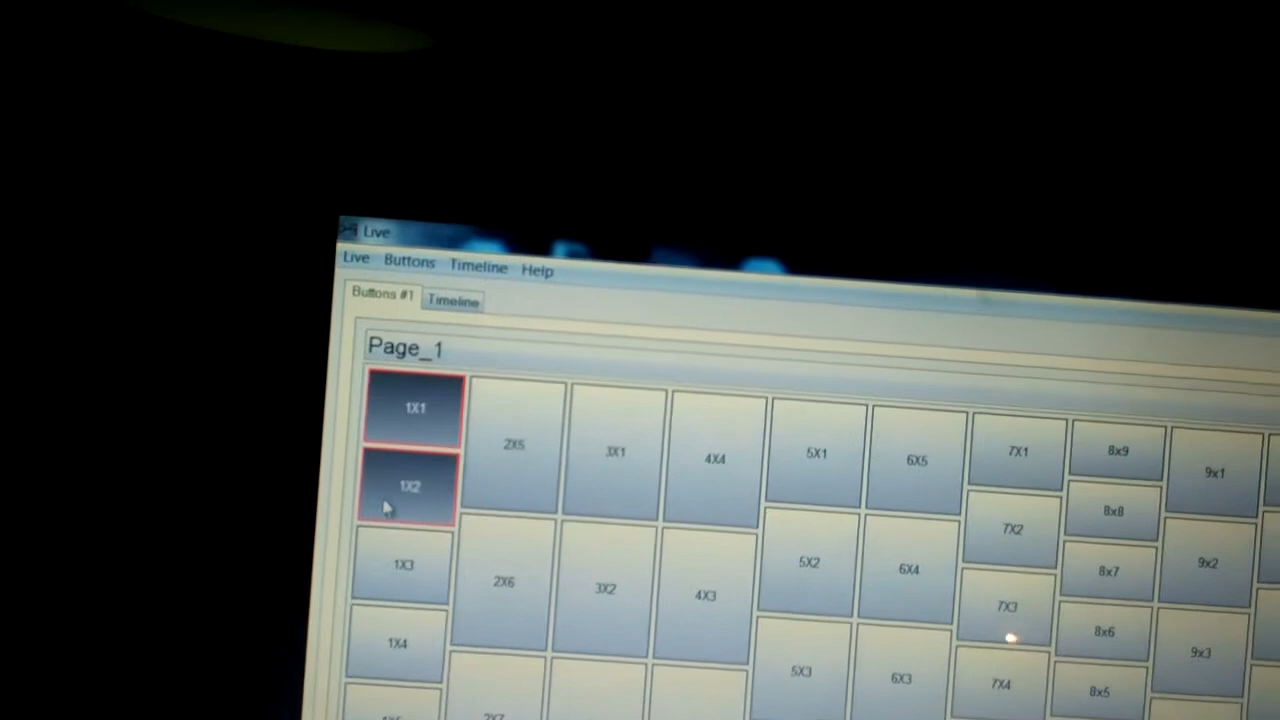 Live
Live Buttons Timeline Help
Buttons #1 Timeline
Page_1
1X1 2X5 3X1 4X4 5X1 6X5 7X1 8x9 9x1
1X2 2X6 3X2 4X3 5X2 6X4 7X2 8x8 9x2
1X3 5X3 6X3 7X3 8x7 9x3
1X4 7X4 8x6
8x5